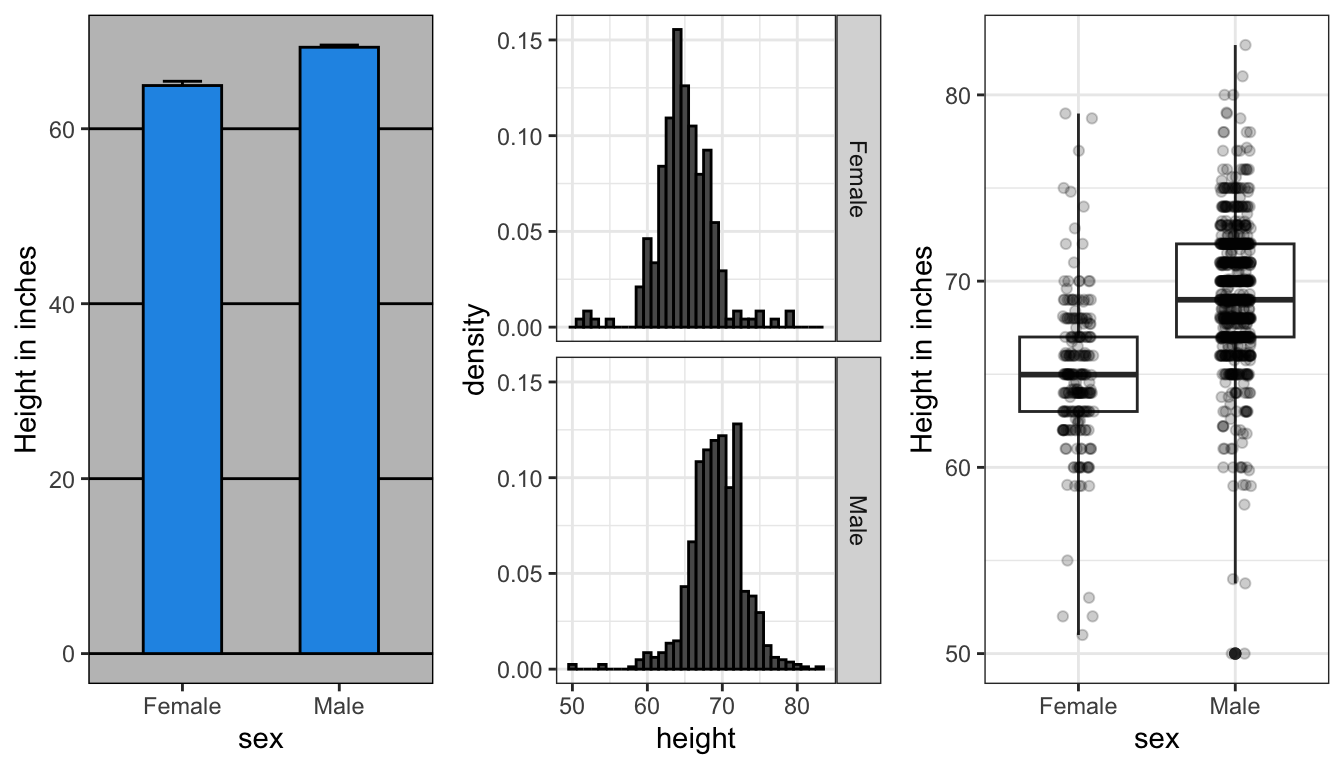 Height in inches
60
40
20
0
Female Male
sex
density
0.15
0.10
0.05
0.00
Female
0.15
0.10
0.05
0.00
Male
50 60 70 80
height
Height in inches
80
70
60
50
Female Male
sex